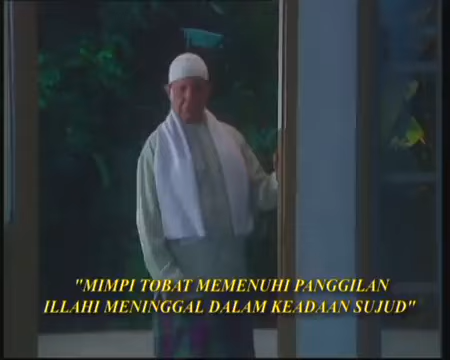 "MIMPI TOBAT MEMENUHI PANGGILAN
ILLAHI MENINGGAL DALAM KEADAAN SUJUD"